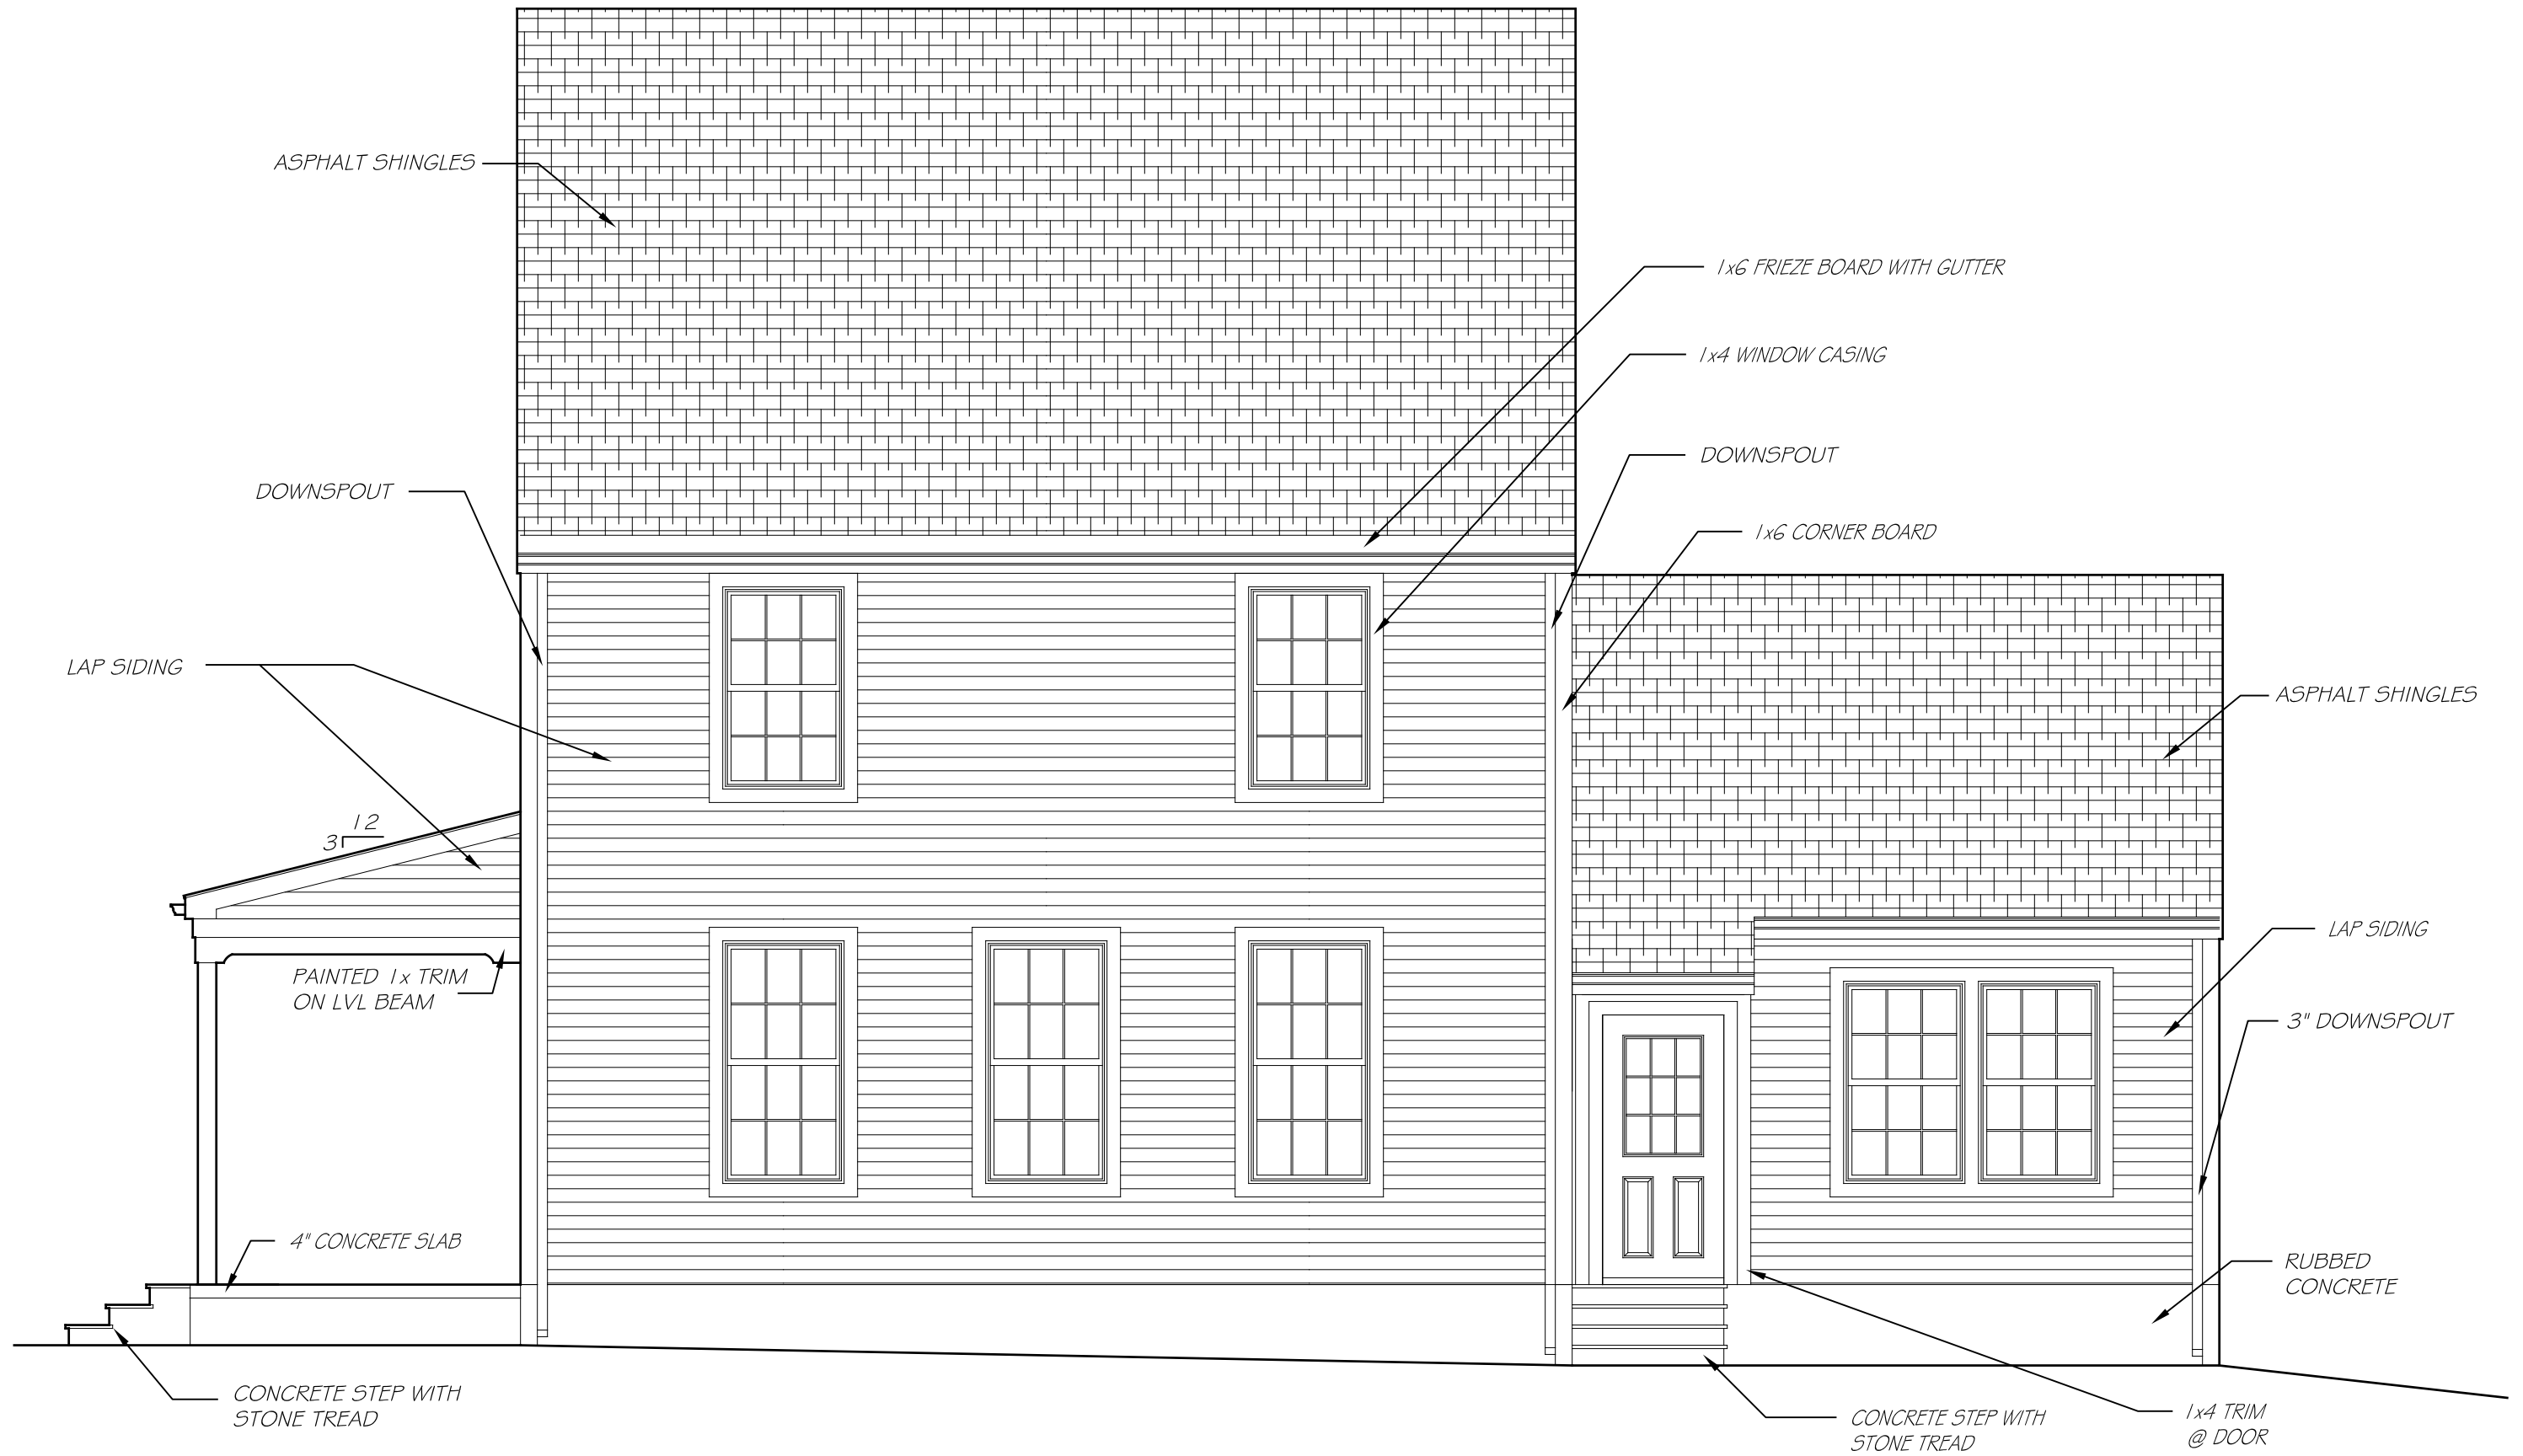 ASPHALT SHINGLES
1x6 FRIEZE BOARD WITH GUTTER
1x4 WINDOW CASING
DOWNSPOUT
DOWNSPOUT
1x6 CORNER BOARD
LAP SIDING
ASPHALT SHINGLES
12
3
LAP SIDING
PAINTED 1x TRIM
ON LVL BEAM
3" DOWNSPOUT
4" CONCRETE SLAB
RUBBED
CONCRETE
CONCRETE STEP WITH
STONE TREAD
CONCRETE STEP WITH
STONE TREAD
1x4 TRIM
@ DOOR